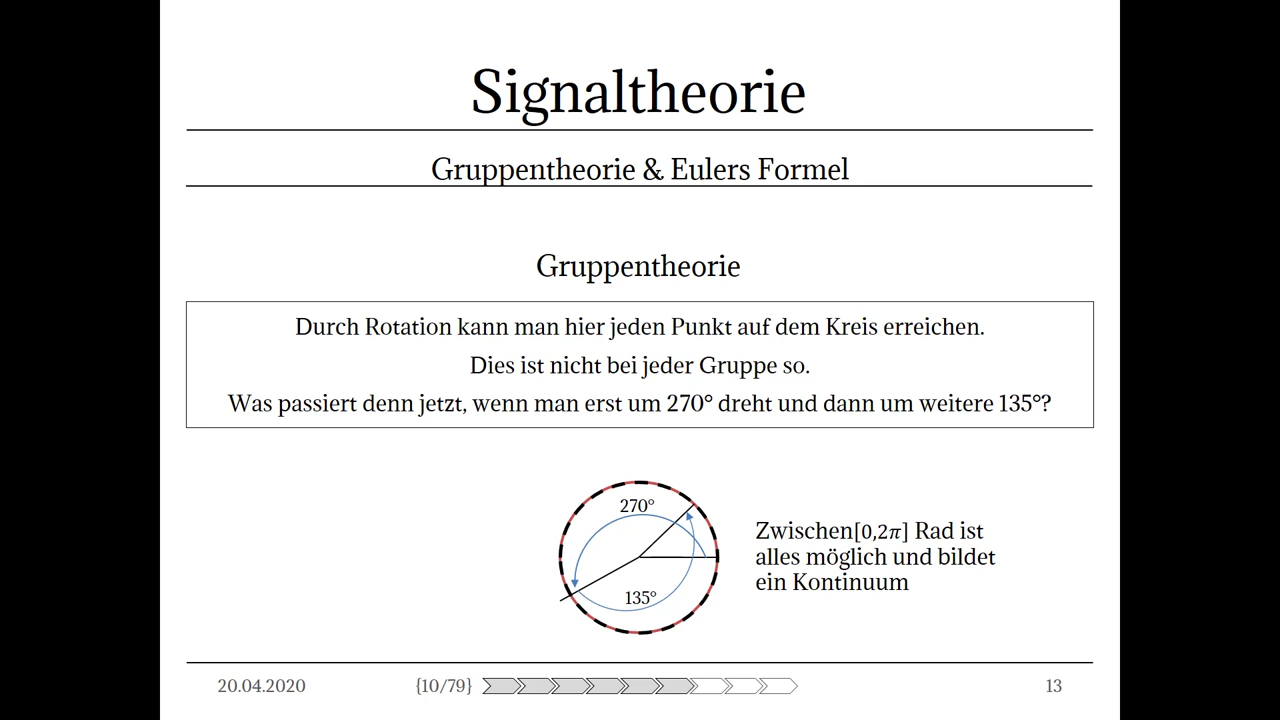 Signaltheorie
Gruppentheorie & Eulers Formel
Gruppentheorie
Durch Rotation kann man hier jeden Punkt auf dem Kreis erreichen.
Dies ist nicht bei jeder Gruppe so.
Was passiert denn jetzt, wenn man erst um 270° dreht und dann um weitere 135°?
270°
135°
Zwischen[0,2π] Rad ist
alles möglich und bildet
ein Kontinuum
20.04.2020
{10/79}
13